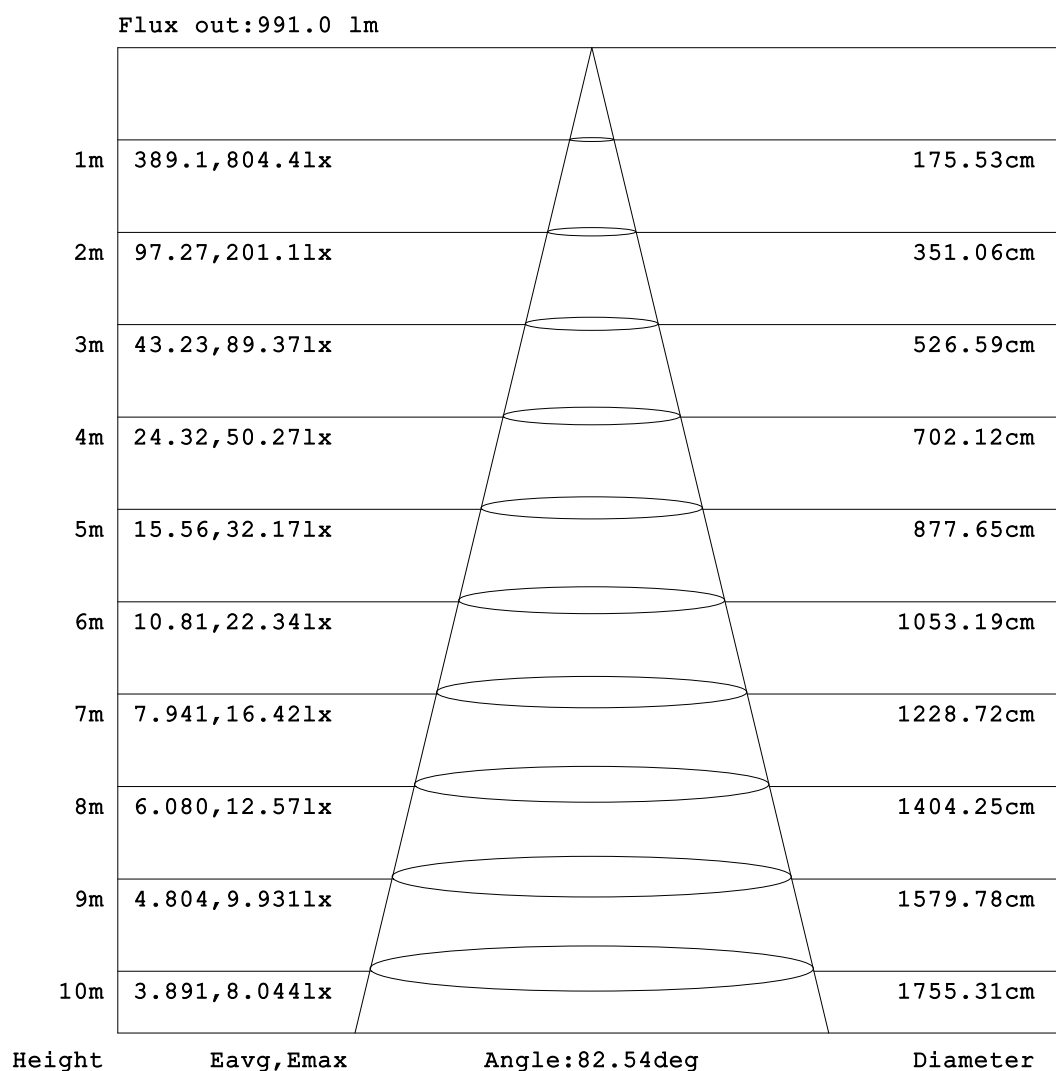 Flux out:991.0 lm
1m 389.1,804.4lx 175.53cm
2m 97.27,201.1lx 351.06cm
3m 43.23,89.37lx 526.59cm
4m 24.32,50.27lx 702.12cm
5m 15.56,32.17lx 877.65cm
6m 10.81,22.34lx 1053.19cm
7m 7.941,16.42lx 1228.72cm
8m 6.080,12.57lx 1404.25cm
9m 4.804,9.931lx 1579.78cm
10m 3.891,8.044lx 1755.31cm
Height Eavg,Emax Angle:82.54deg Diameter